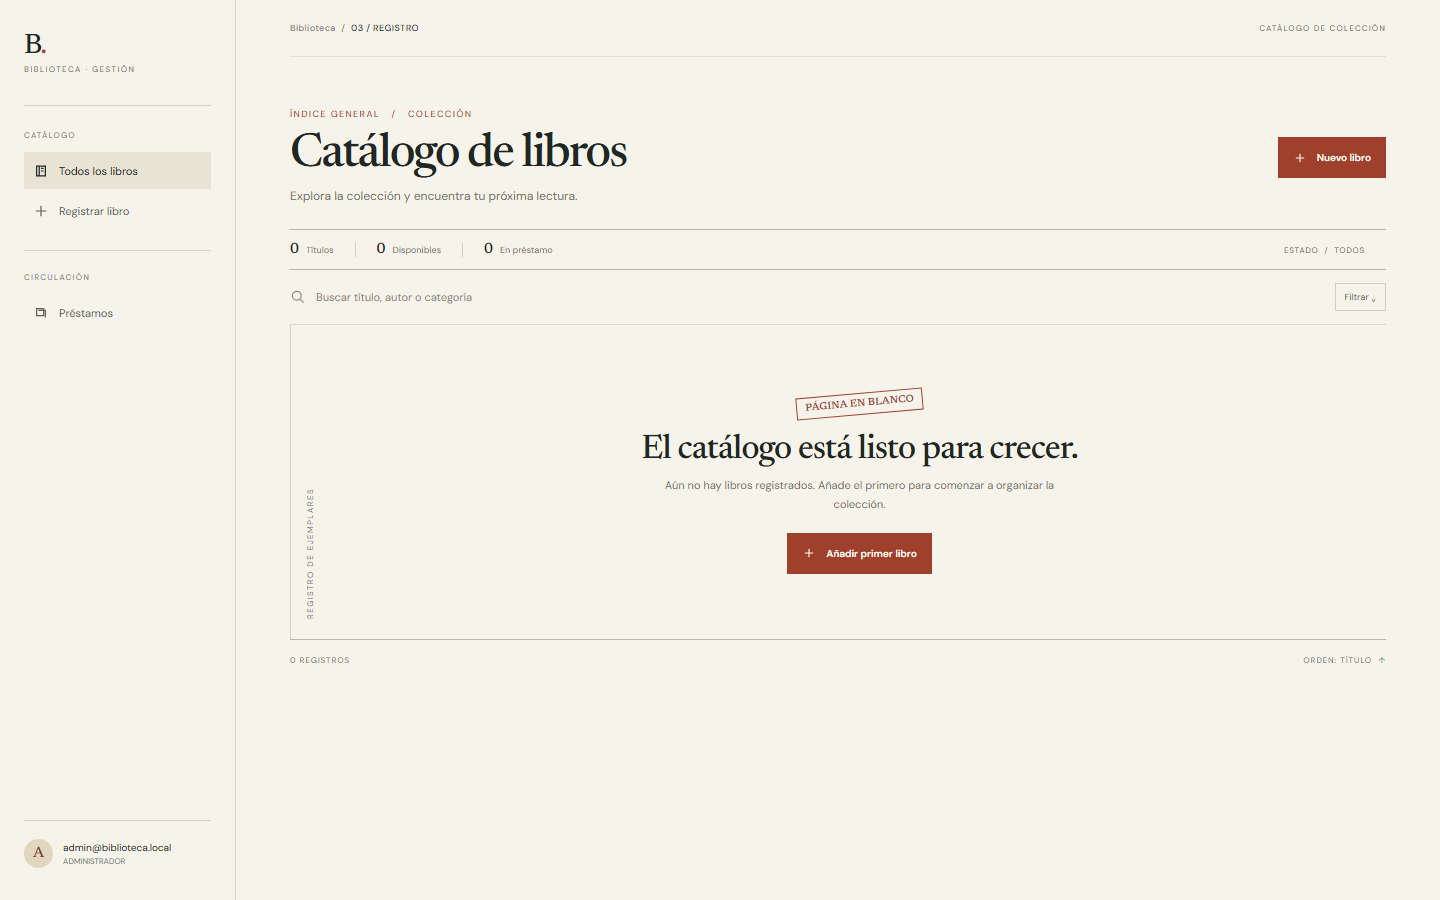 B.
BIBLIOTECA · GESTIÓN
CATÁLOGO
Todos los libros
Registrar libro
CIRCULACIÓN
Préstamos
A
admin@biblioteca.local
ADMINISTRADOR
Biblioteca / 03 / REGISTRO
CATÁLOGO DE COLECCIÓN
ÍNDICE GENERAL / COLECCIÓN
Catálogo de libros
Explora la colección y encuentra tu próxima lectura.
+ Nuevo libro
0 Títulos 0 Disponibles 0 En préstamo
ESTADO / TODOS
Buscar título, autor o categoría
Filtrar
REGISTRO DE EJEMPLARES
PÁGINA EN BLANCO
El catálogo está listo para crecer.
Aún no hay libros registrados. Añade el primero para comenzar a organizar la
colección.
+ Añadir primer libro
0 REGISTROS
ORDEN: TÍTULO ↑